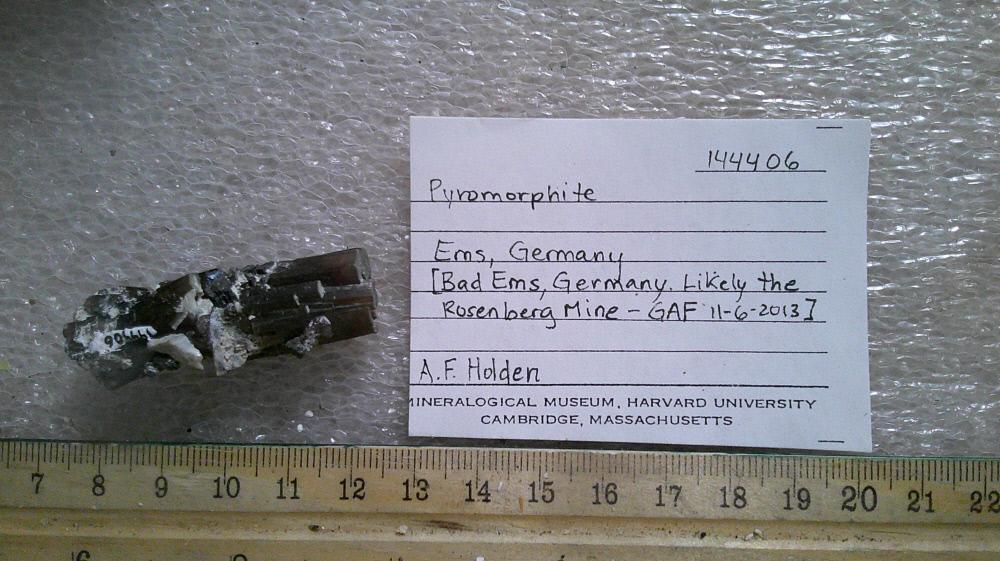 144406
Pyromorphite
Ems, Germany
[Bad Ems, Germany. Likely the
Rosenberg Mine - GAF 11-6-2013]
A.F. Holden
MINERALOGICAL MUSEUM, HARVARD UNIVERSITY
CAMBRIDGE, MASSACHUSETTS
144406
7 8 9 10 11 12 13 14 15 16 17 18 19 20 21 22